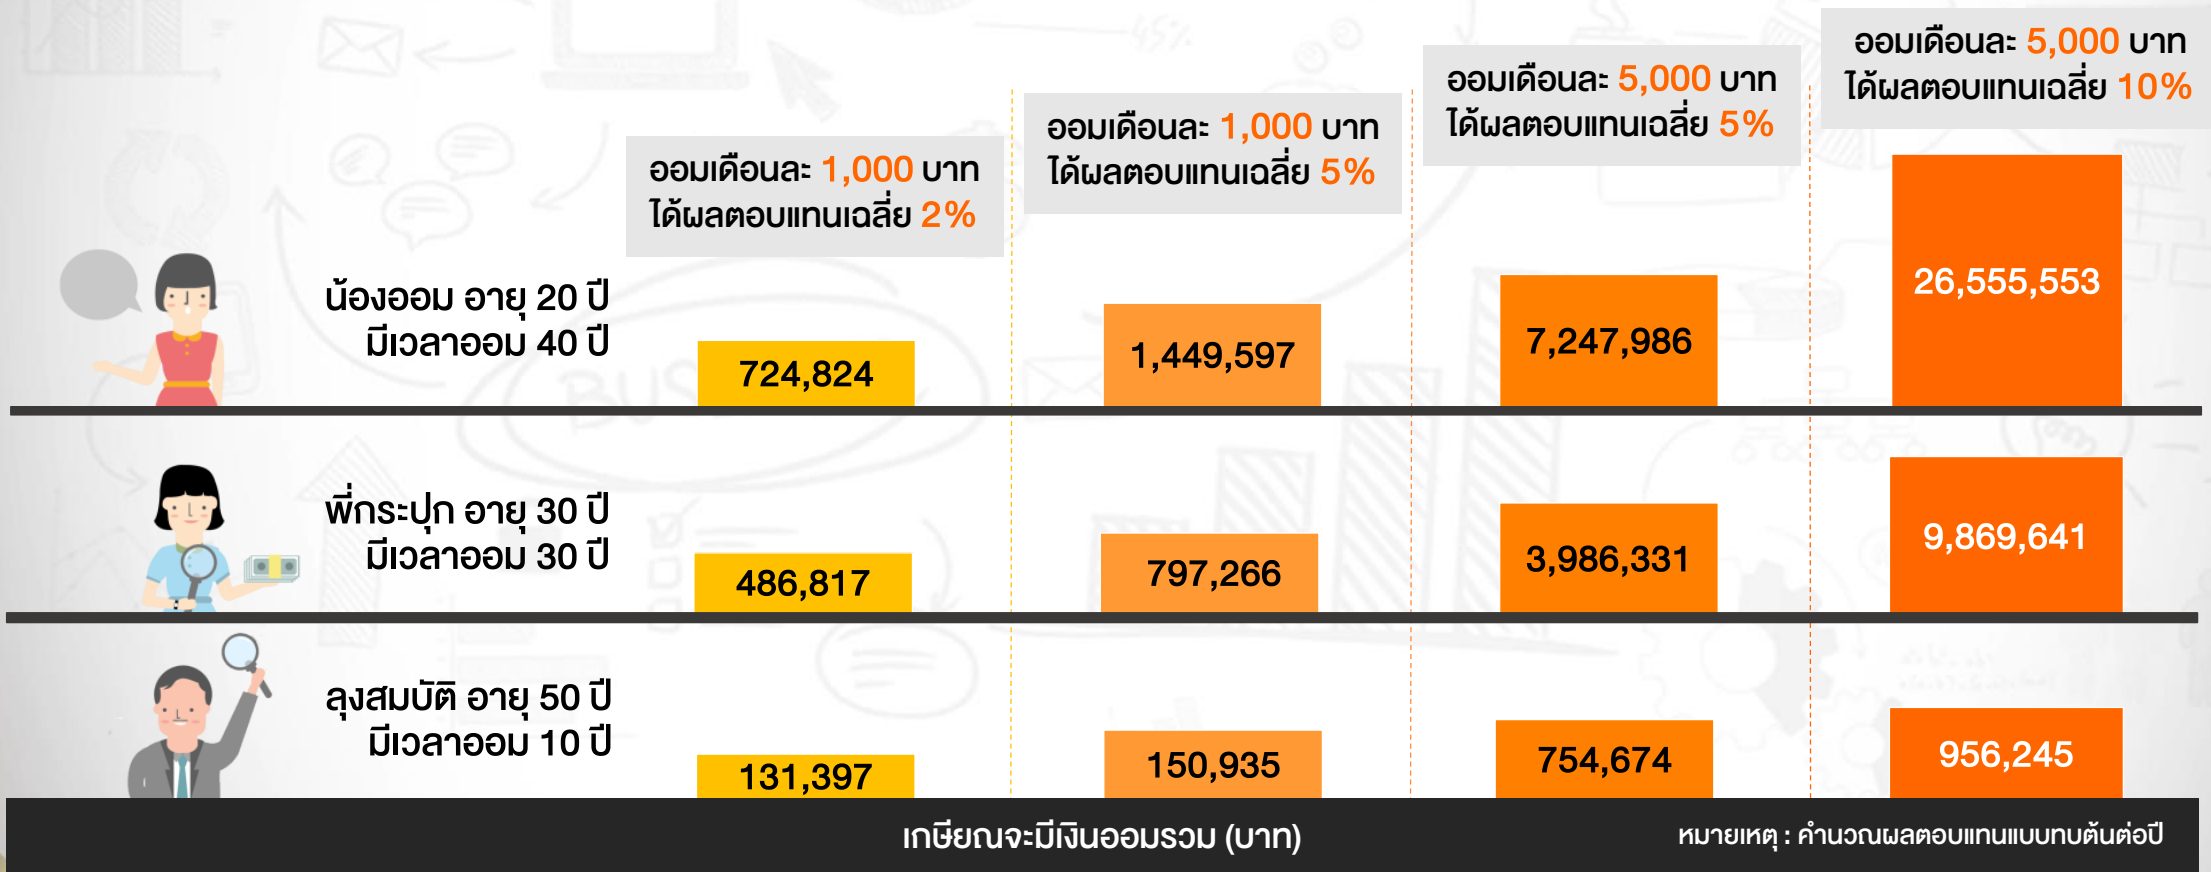 ออมเดือนละ 5,000 บาท
ได้ผลตอบแทนเฉลี่ย 10%
ออมเดือนละ 5,000 บาท
ได้ผลตอบแทนเฉลี่ย 5%
ออมเดือนละ 1,000 บาท
ได้ผลตอบแทนเฉลี่ย 5%
ออมเดือนละ 1,000 บาท
ได้ผลตอบแทนเฉลี่ย 2%
น้องออม อายุ 20 ปี
มีเวลาออม 40 ปี
724,824
1,449,597
7,247,986
26,555,553
พี่กระปุก อายุ 30 ปี
มีเวลาออม 30 ปี
486,817
797,266
3,986,331
9,869,641
ลุงสมบัติ อายุ 50 ปี
มีเวลาออม 10 ปี
131,397
150,935
754,674
956,245
เกษียณจะมีเงินออมรวม (บาท)
หมายเหตุ : คำนวณผลตอบแทนแบบทบต้นต่อปี
45%
BUS